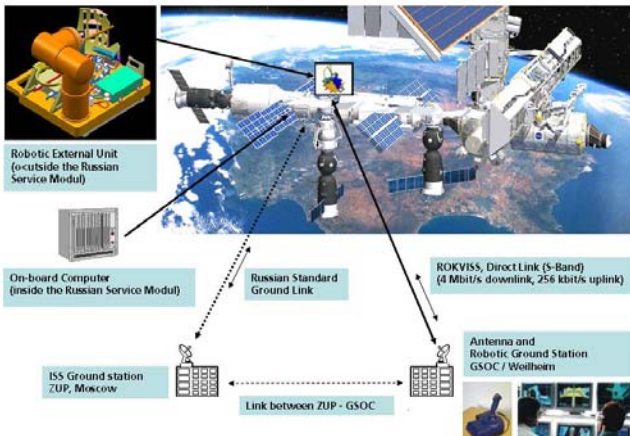 Robotic External Unit
(o<utside the Russian
Service Modul)
On-board Computer
(inside the Russian Service Modul)
Russian Standard
Ground Link
ROKVISS, Direct Link (S-Band)
(4 Mbit/s downlink, 256 kbit/s uplink)
ISS Ground station
ZUP, Moscow
Antenna and
Robotic Ground Station
GSOC / Weilheim
Link between ZUP - GSOC